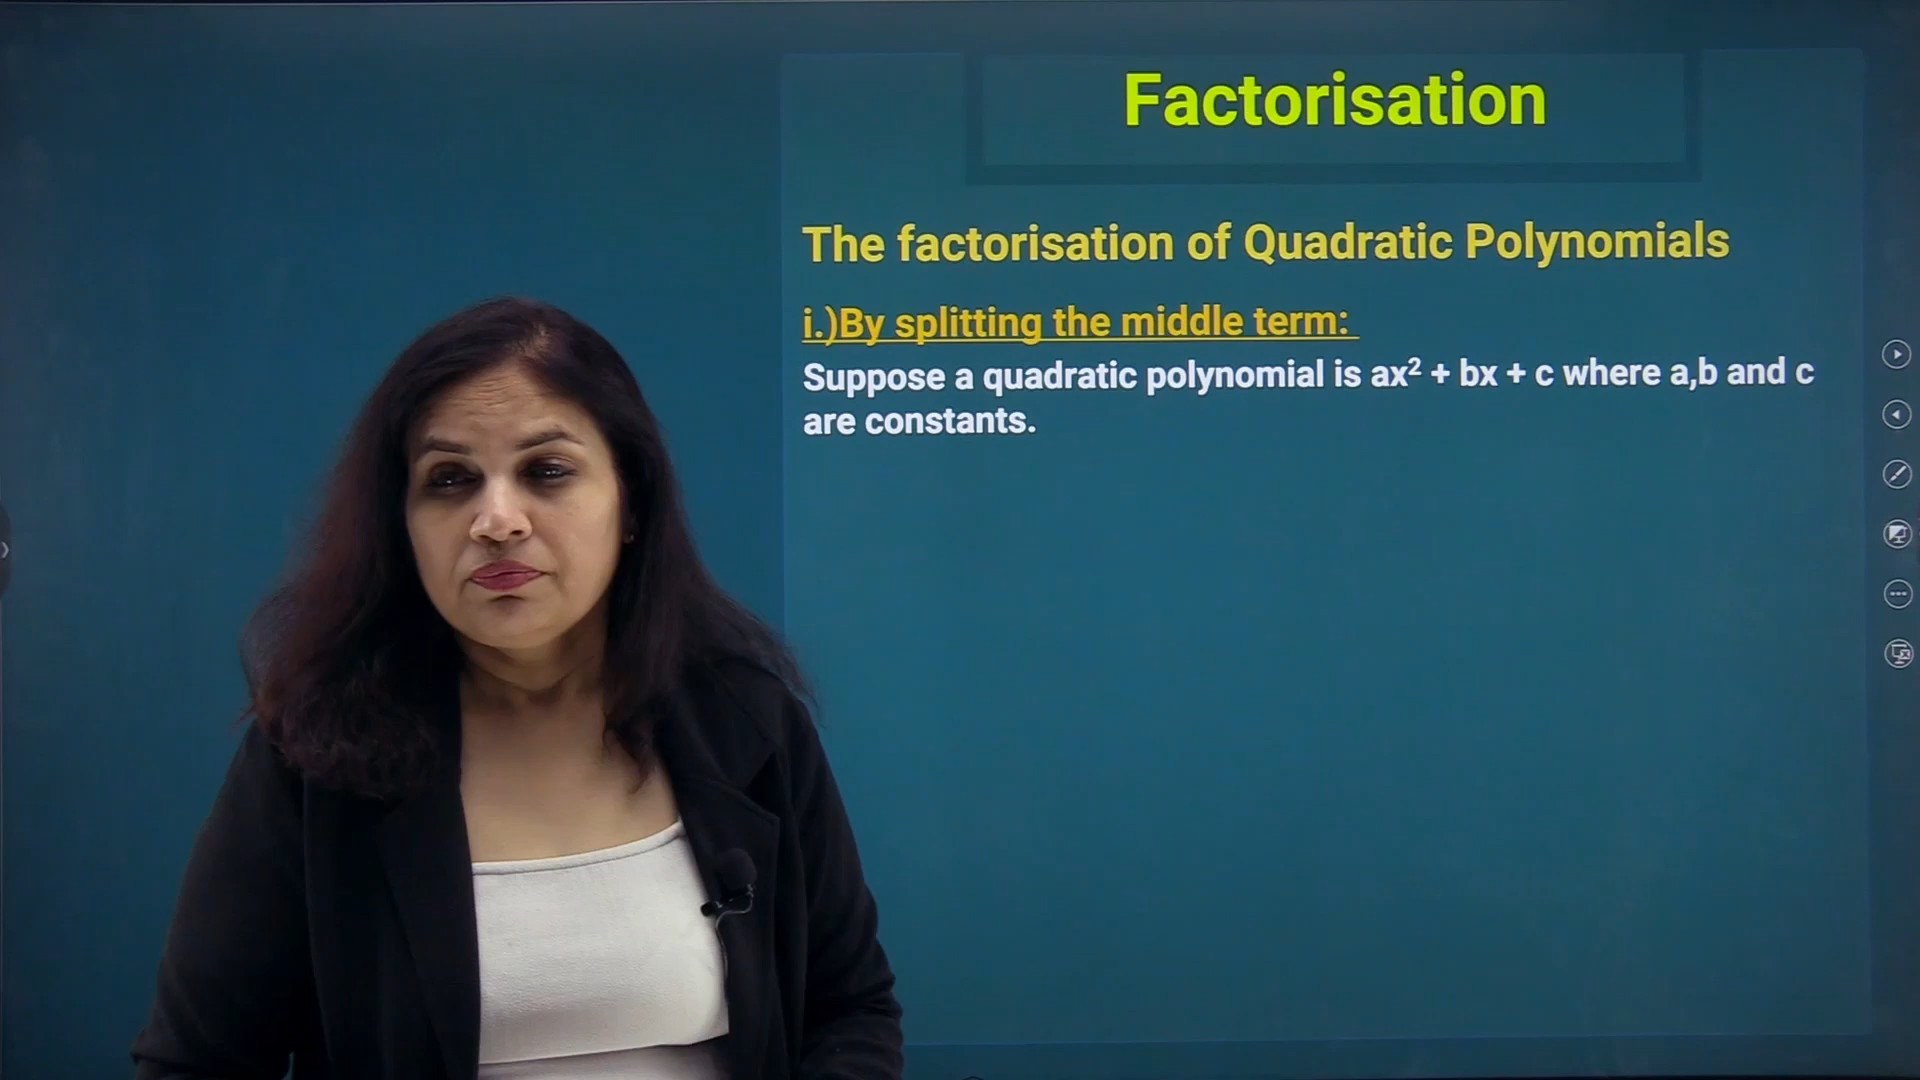 Factorisation
The factorisation of Quadratic Polynomials
i.)By splitting the middle term:
Suppose a quadratic polynomial is ax² + bx + c where a,b and c
are constants.